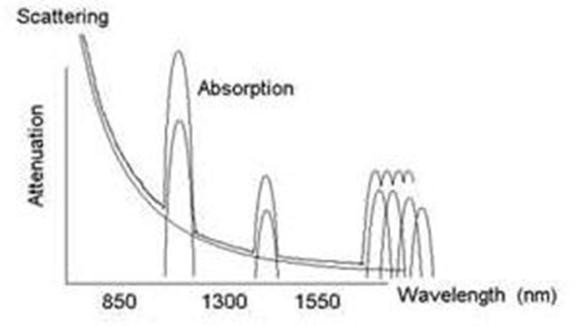 Scattering
Absorption
Attenuation
850 1300 1550 Wavelength (nm)